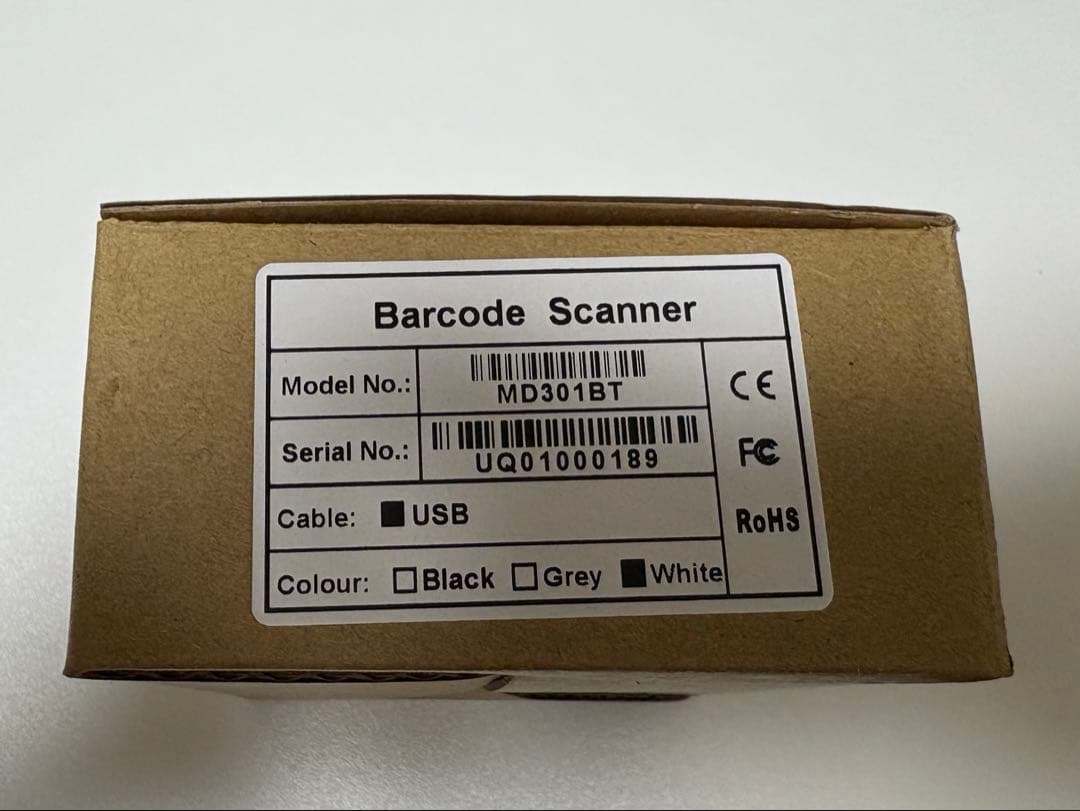 Barcode Scanner
Model No.: MD301BT
Serial No.: UQ01000189
Cable: ■USB
Colour: □Black □Grey ■White
CE
FC
RoHS